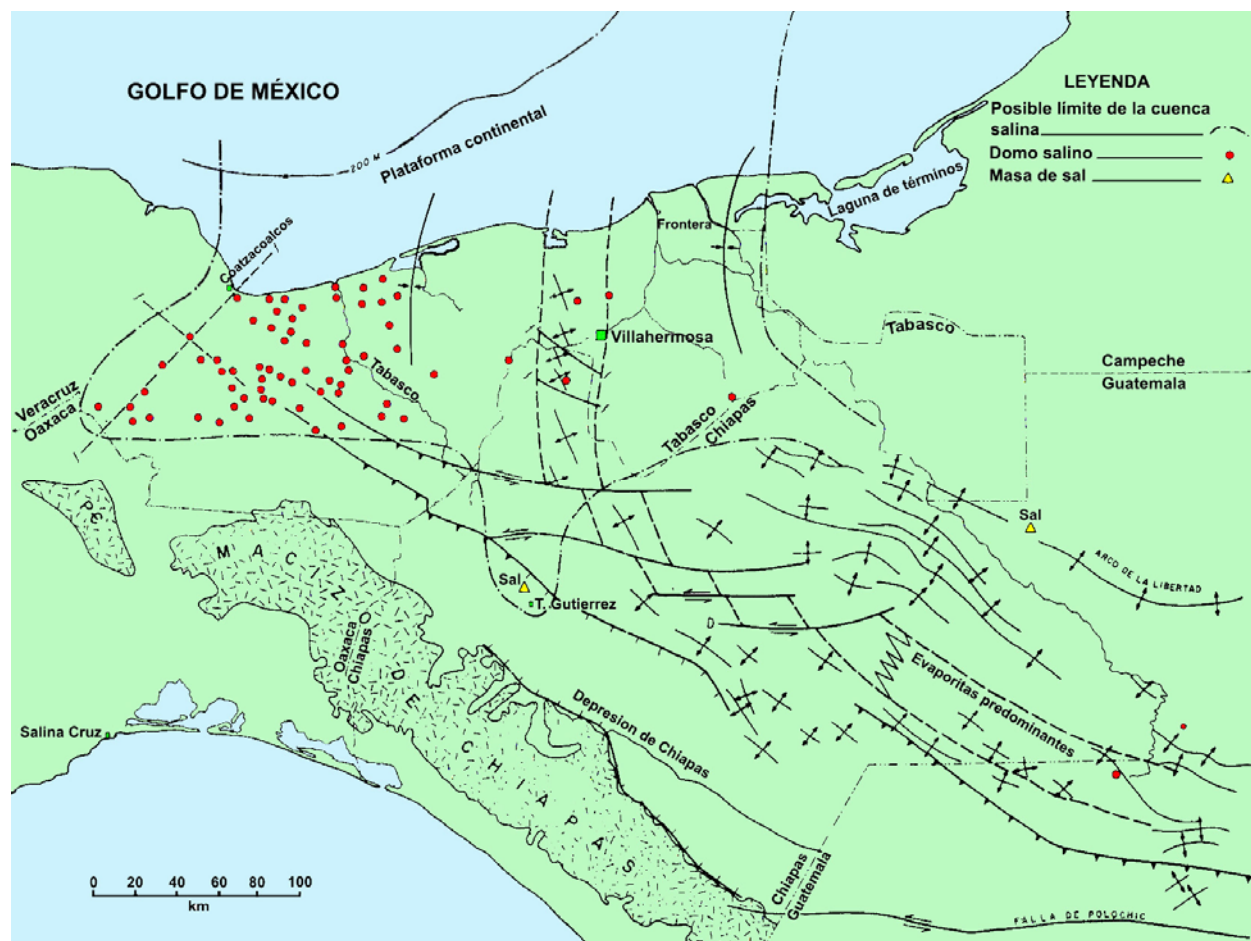 GOLFO DE MÉXICO
LEYENDA
Posible límite de la cuenca
salina
Domo salino
Masa de sal
200 M
Plataforma continental
Laguna de términos
Frontera
Coatzacoalcos
Villahermosa
Tabasco
Tabasco
Campeche
Guatemala
Veracruz
Oaxaca
Tabasco
Chiapas
Sal
ARCO DE LA LIBERTAD
Sal
T. Gutierrez
MACIZO DE CHIAPAS
Oaxaca
Chiapas
D
Evaporitas predominantes
Depresion de Chiapas
Salina Cruz
0 20 40 60 80 100
km
Chiapas
Guatemala
FALLA DE POLOCHIC